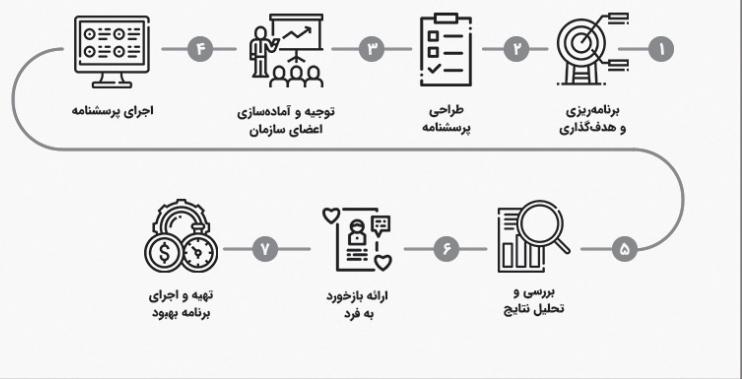 ۱
برنامه‌ریزی
و هدف‌گذاری
۲
طراحی
پرسشنامه
۳
توجیه و آماده‌سازی
اعضای سازمان
۴
اجرای پرسشنامه
۵
بررسی و
تحلیل نتایج
۶
ارائه بازخورد
به فرد
۷
تهیه و اجرای
برنامه بهبود
$